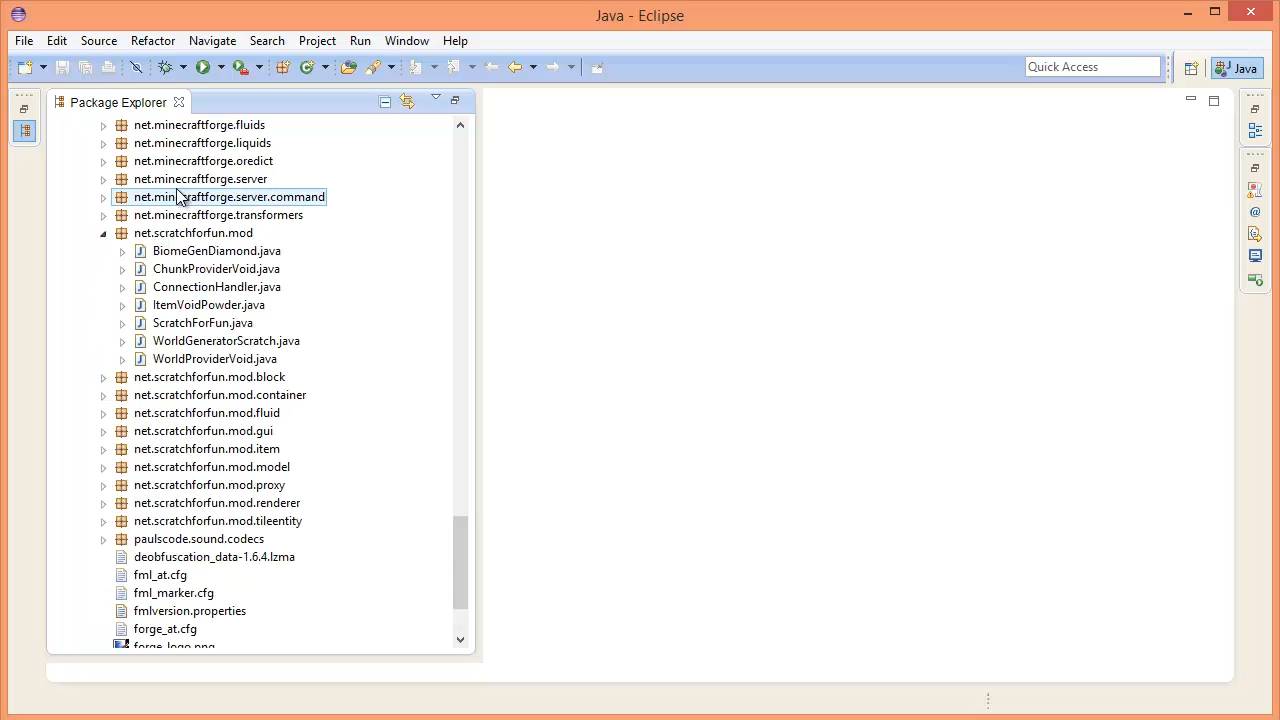 Java - Eclipse
File Edit Source Refactor Navigate Search Project Run Window Help
Quick Access
Java
Package Explorer
net.minecraftforge.fluids
net.minecraftforge.liquids
net.minecraftforge.oredict
net.minecraftforge.server
net.minecraftforge.server.command
net.minecraftforge.transformers
net.scratchforfun.mod
BiomeGenDiamond.java
ChunkProviderVoid.java
ConnectionHandler.java
ItemVoidPowder.java
ScratchForFun.java
WorldGeneratorScratch.java
WorldProviderVoid.java
net.scratchforfun.mod.block
net.scratchforfun.mod.container
net.scratchforfun.mod.fluid
net.scratchforfun.mod.gui
net.scratchforfun.mod.item
net.scratchforfun.mod.model
net.scratchforfun.mod.proxy
net.scratchforfun.mod.renderer
net.scratchforfun.mod.tileentity
paulscode.sound.codecs
deobfuscation_data-1.6.4.lzma
fml_at.cfg
fml_marker.cfg
fmlversion.properties
forge_at.cfg
forge_logo.png